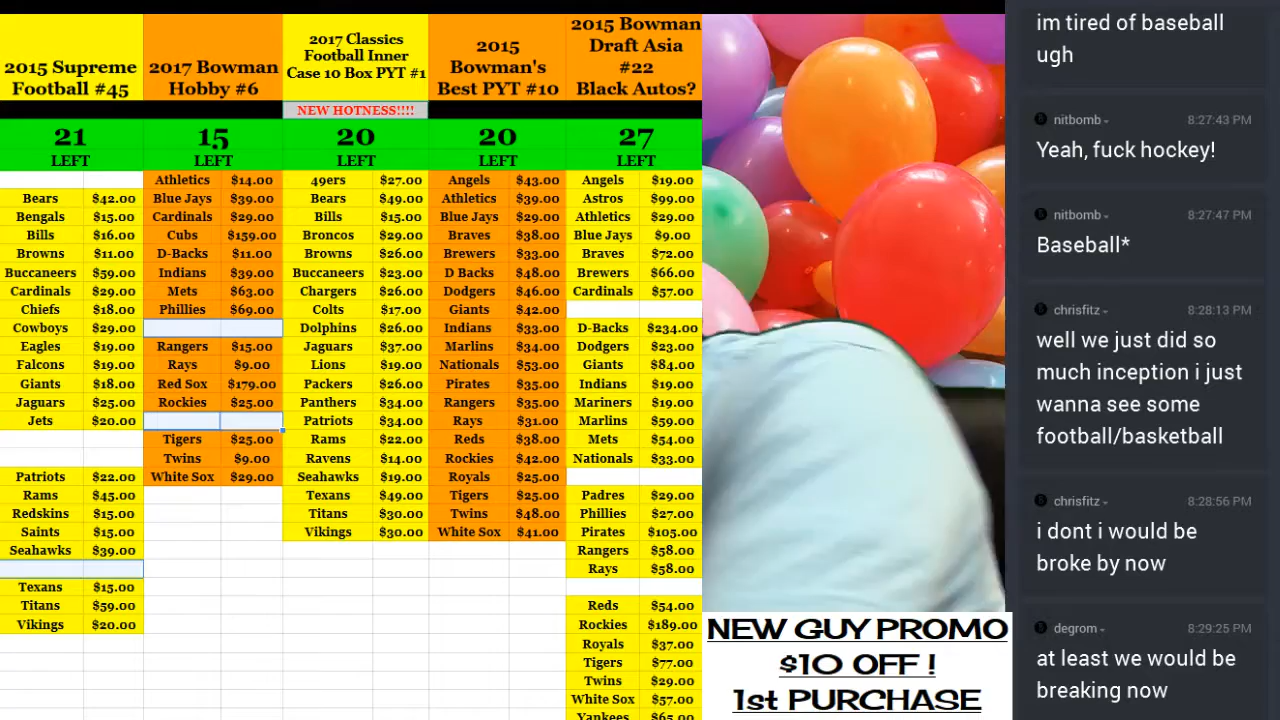 2015 Supreme
Football #45
21
LEFT
Bears $42.00
Bengals $15.00
Bills $16.00
Browns $11.00
Buccaneers $59.00
Cardinals $29.00
Chiefs $18.00
Cowboys $29.00
Eagles $19.00
Falcons $19.00
Giants $18.00
Jaguars $25.00
Jets $20.00
Patriots $22.00
Rams $45.00
Redskins $15.00
Saints $15.00
Seahawks $39.00
Texans $15.00
Titans $59.00
Vikings $20.00
2017 Bowman
Hobby #6
15
LEFT
Athletics $14.00
Blue Jays $39.00
Cardinals $29.00
Cubs $159.00
D-Backs $11.00
Indians $39.00
Mets $63.00
Phillies $69.00
Rangers $15.00
Rays $9.00
Red Sox $179.00
Rockies $25.00
Tigers $25.00
Twins $9.00
White Sox $29.00
2017 Classics
Football Inner
Case 10 Box PYT #1
NEW HOTNESS!!!!
20
LEFT
49ers $27.00
Bears $49.00
Bills $15.00
Broncos $29.00
Browns $26.00
Buccaneers $23.00
Chargers $26.00
Colts $17.00
Dolphins $26.00
Jaguars $37.00
Lions $19.00
Packers $26.00
Panthers $34.00
Patriots $34.00
Rams $22.00
Ravens $14.00
Seahawks $19.00
Texans $49.00
Titans $30.00
Vikings $30.00
2015
Bowman's
Best PYT #10
20
LEFT
Angels $43.00
Athletics $39.00
Blue Jays $29.00
Braves $38.00
Brewers $33.00
D Backs $48.00
Dodgers $46.00
Giants $42.00
Indians $33.00
Marlins $34.00
Nationals $53.00
Pirates $35.00
Rangers $35.00
Rays $31.00
Reds $38.00
Rockies $42.00
Royals $25.00
Tigers $25.00
Twins $48.00
White Sox $41.00
2015 Bowman
Draft Asia
#22
Black Autos?
27
LEFT
Angels $19.00
Astros $99.00
Athletics $29.00
Blue Jays $9.00
Braves $72.00
Brewers $66.00
Cardinals $57.00
D-Backs $234.00
Dodgers $23.00
Giants $84.00
Indians $19.00
Mariners $19.00
Marlins $59.00
Mets $54.00
Nationals $33.00
Padres $29.00
Phillies $27.00
Pirates $105.00
Rangers $58.00
Rays $58.00
Reds $54.00
Rockies $189.00
Royals $37.00
Tigers $77.00
Twins $29.00
White Sox $57.00
Yankees $65.00
NEW GUY PROMO
$10 OFF !
1st PURCHASE
im tired of baseball
ugh
nitbomb 8:27:43 PM
Yeah, fuck hockey!
nitbomb 8:27:47 PM
Baseball*
chrisfitz 8:28:13 PM
well we just did so
much inception i just
wanna see some
football/basketball
chrisfitz 8:28:56 PM
i dont i would be
broke by now
degrom 8:29:25 PM
at least we would be
breaking now